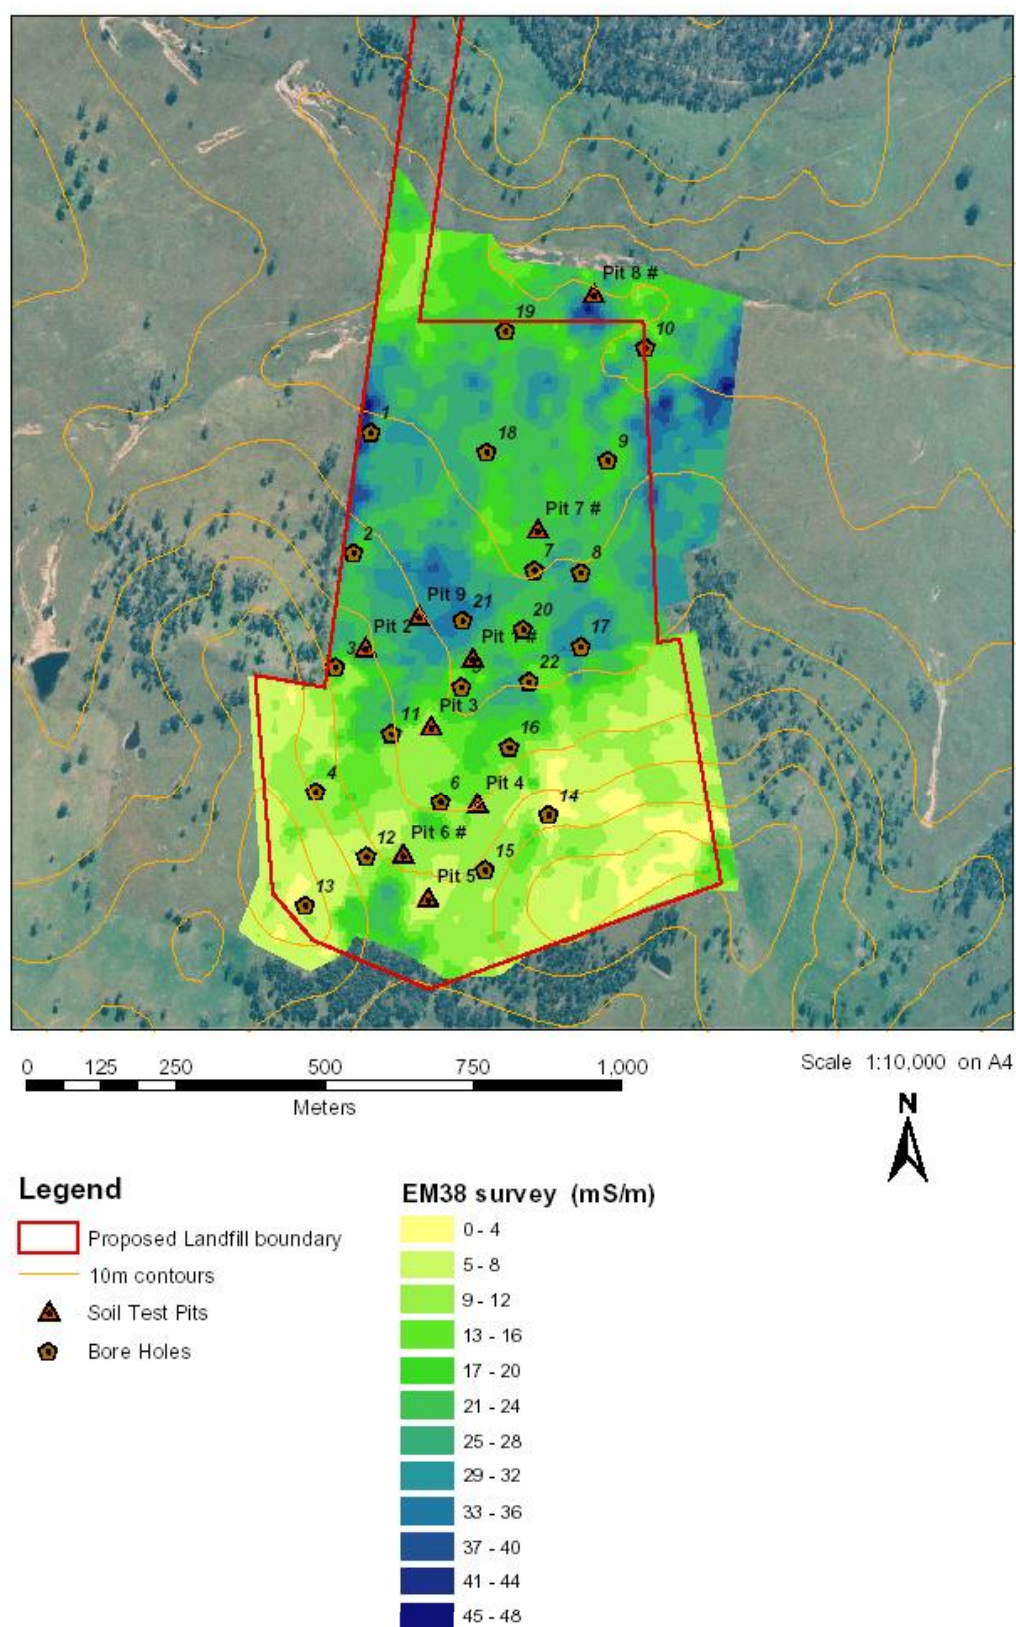 Pit 8 #
19
10
1
18
9
Pit 7 #
2
7
8
Pit 9
21
20
Pit 2
Pit 1 #
17
3
22
Pit 3
11
16
4
6
Pit 4
14
12
Pit 6 #
15
Pit 5
13
0 125 250 500 750 1,000
Meters
Scale 1:10,000 on A4
N
Legend
Proposed Landfill boundary
10m contours
Soil Test Pits
Bore Holes
EM38 survey (mS/m)
0 - 4
5 - 8
9 - 12
13 - 16
17 - 20
21 - 24
25 - 28
29 - 32
33 - 36
37 - 40
41 - 44
45 - 48